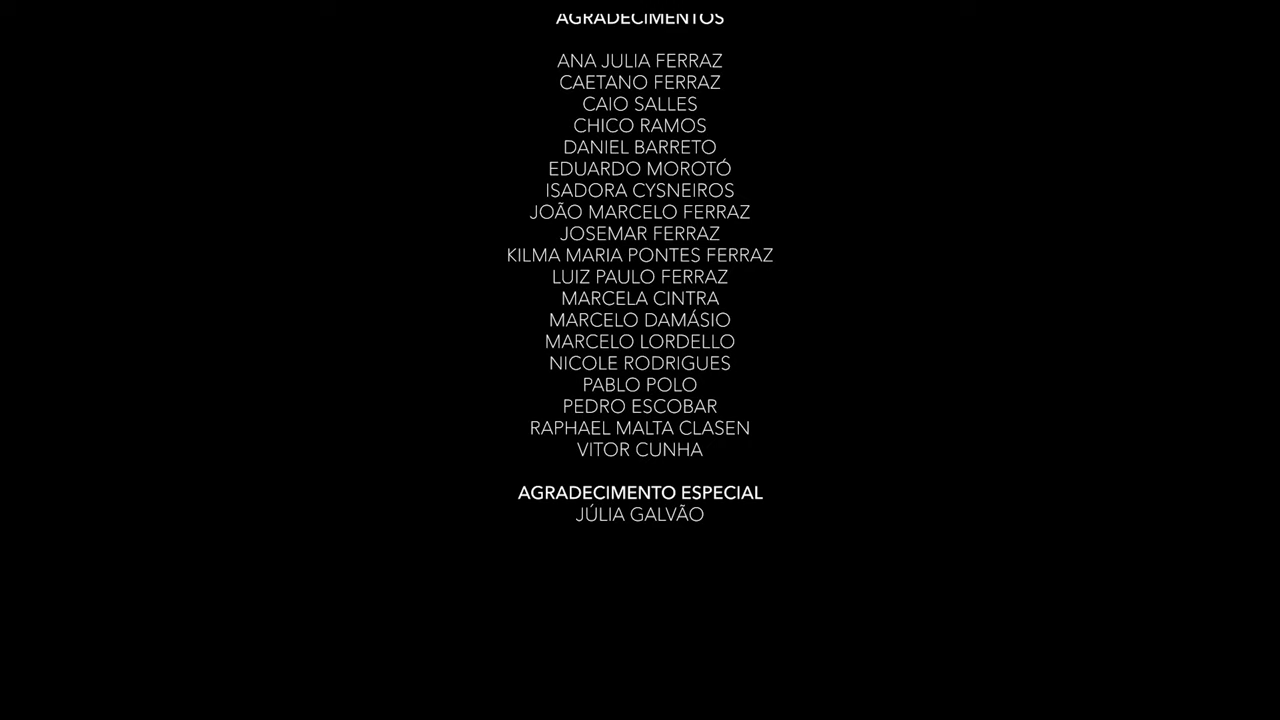 AGRADECIMENTOS
ANA JULIA FERRAZ
CAETANO FERRAZ
CAIO SALLES
CHICO RAMOS
DANIEL BARRETO
EDUARDO MOROTÓ
ISADORA CYSNEIROS
JOÃO MARCELO FERRAZ
JOSEMAR FERRAZ
KILMA MARIA PONTES FERRAZ
LUIZ PAULO FERRAZ
MARCELA CINTRA
MARCELO DAMÁSIO
MARCELO LORDELLO
NICOLE RODRIGUES
PABLO POLO
PEDRO ESCOBAR
RAPHAEL MALTA CLASEN
VITOR CUNHA
AGRADECIMENTO ESPECIAL
JÚLIA GALVÃO